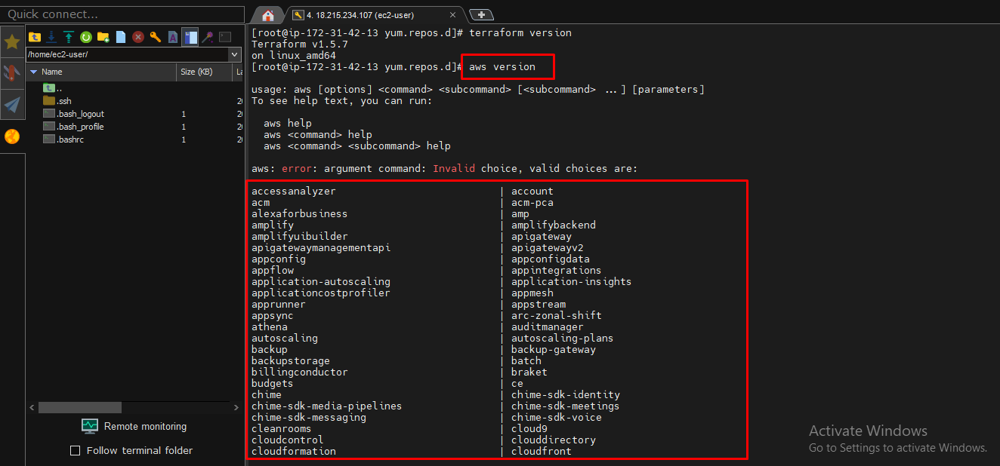 Quick connect...
4. 18.215.234.107 (ec2-user)
/home/ec2-user/
Name
Size (KB)
..
.ssh
.bash_logout 1
.bash_profile 1
.bashrc 1
Remote monitoring
Follow terminal folder
[root@ip-172-31-42-13 yum.repos.d]# terraform version
Terraform v1.5.7
on linux_amd64
[root@ip-172-31-42-13 yum.repos.d]# aws version
usage: aws [options] <command> <subcommand> [<subcommand> ...] [parameters]
To see help text, you can run:
aws help
aws <command> help
aws <command> <subcommand> help
aws: error: argument command: Invalid choice, valid choices are:
accessanalyzer | account
acm | acm-pca
alexaforbusiness | amp
amplify | amplifybackend
amplifyuibuilder | apigateway
apigatewaymanagementapi | apigatewayv2
appconfig | appconfigdata
appflow | appintegrations
application-autoscaling | application-insights
applicationcostprofiler | appmesh
apprunner | appstream
appsync | arc-zonal-shift
athena | auditmanager
autoscaling | autoscaling-plans
backup | backup-gateway
backupstorage | batch
billingconductor | braket
budgets | ce
chime | chime-sdk-identity
chime-sdk-media-pipelines | chime-sdk-meetings
chime-sdk-messaging | chime-sdk-voice
cleanrooms | cloud9
cloudcontrol | clouddirectory
cloudformation | cloudfront
Activate Windows
Go to Settings to activate Windows.